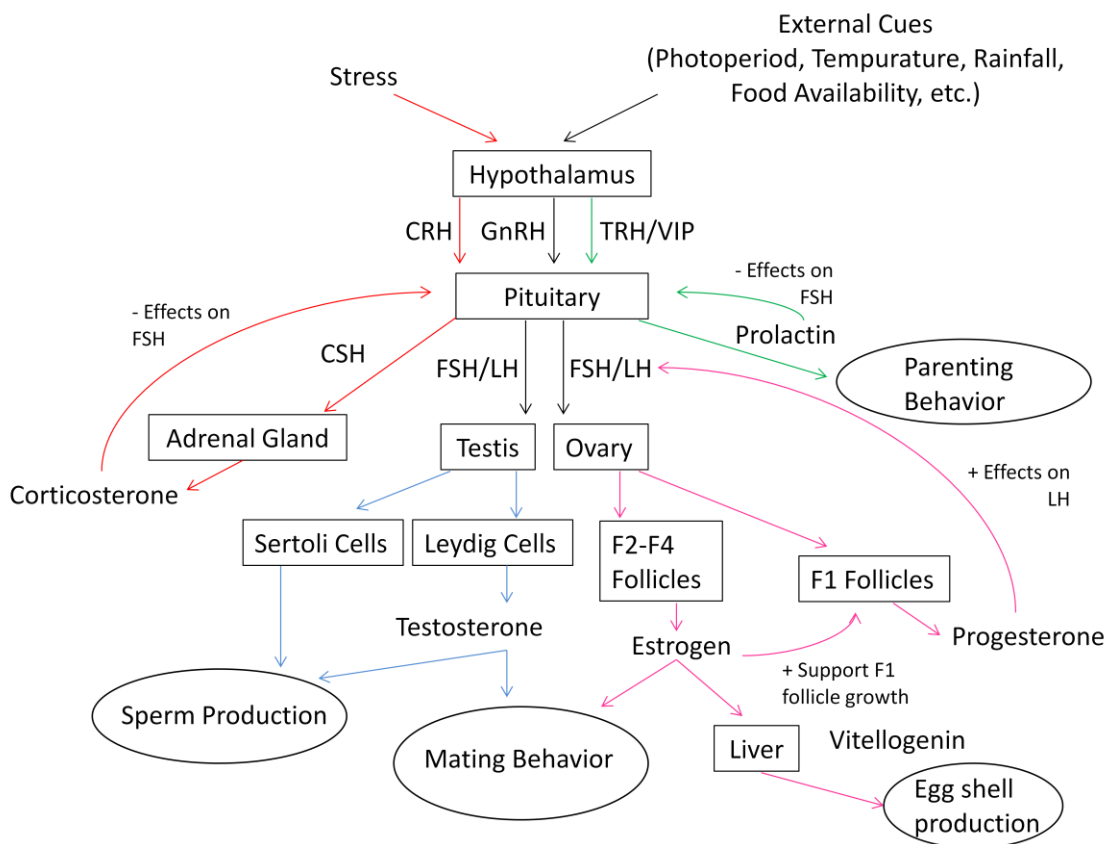 External Cues
(Photoperiod, Tempurature, Rainfall,
Food Availability, etc.)
Stress
Hypothalamus
CRH
GnRH
TRH/VIP
- Effects on
FSH
- Effects on
FSH
Pituitary
Prolactin
CSH
FSH/LH
FSH/LH
Parenting
Behavior
Adrenal Gland
Testis
Ovary
+ Effects on
LH
Corticosterone
Sertoli Cells
Leydig Cells
F2-F4
Follicles
F1 Follicles
Testosterone
Estrogen
Progesterone
+ Support F1
follicle growth
Sperm Production
Mating Behavior
Liver
Vitellogenin
Egg shell
production